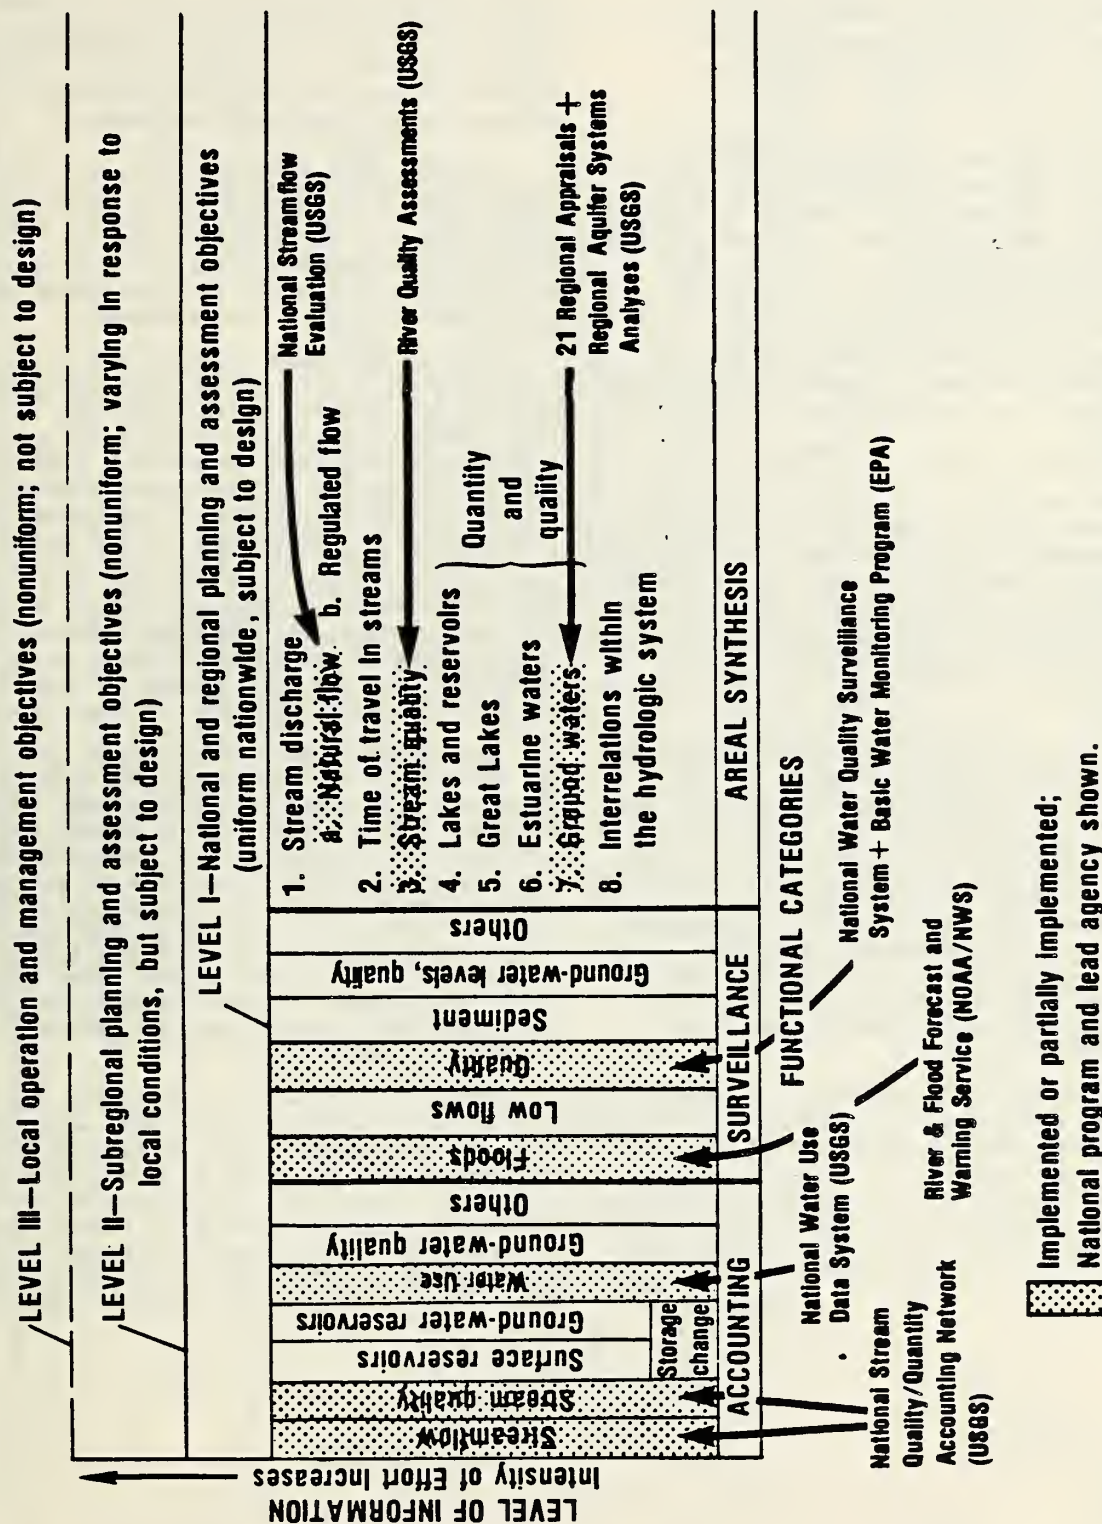 LEVEL III—Local operation and management objectives (nonuniform; not subject to design)
LEVEL II—Subregional planning and assessment objectives (nonuniform; varying in response to
local conditions, but subject to design)
LEVEL I—National and regional planning and assessment objectives
(uniform nationwide, subject to design)
LEVEL OF INFORMATION
Intensity of Effort Increases
Streamflow
Stream quality
Surface reservoirs
Ground-water reservoirs
Storage
change
Water Use
Ground-water quality
Others
Floods
Low flows
Quality
Sediment
Ground-water levels, quality
Others
1. Stream discharge
a. Natural flow
b. Regulated flow
2. Time of travel in streams
3. Stream quality
4. Lakes and reservoirs
5. Great Lakes
6. Estuarine waters
7. Ground waters
8. Interrelations within
the hydrologic system
Quantity
and
quality
National Streamflow
Evaluation (USGS)
River Quality Assessments (USGS)
21 Regional Appraisals +
Regional Aquifer Systems
Analyses (USGS)
ACCOUNTING
SURVEILLANCE
AREAL SYNTHESIS
FUNCTIONAL CATEGORIES
National Stream
Quality/Quantity
Accounting Network
(USGS)
National Water Use
Data System (USGS)
River & Flood Forecast and
Warning Service (NOAA/NWS)
National Water Quality Surveillance
System + Basic Water Monitoring Program (EPA)
Implemented or partially implemented;
National program and lead agency shown.